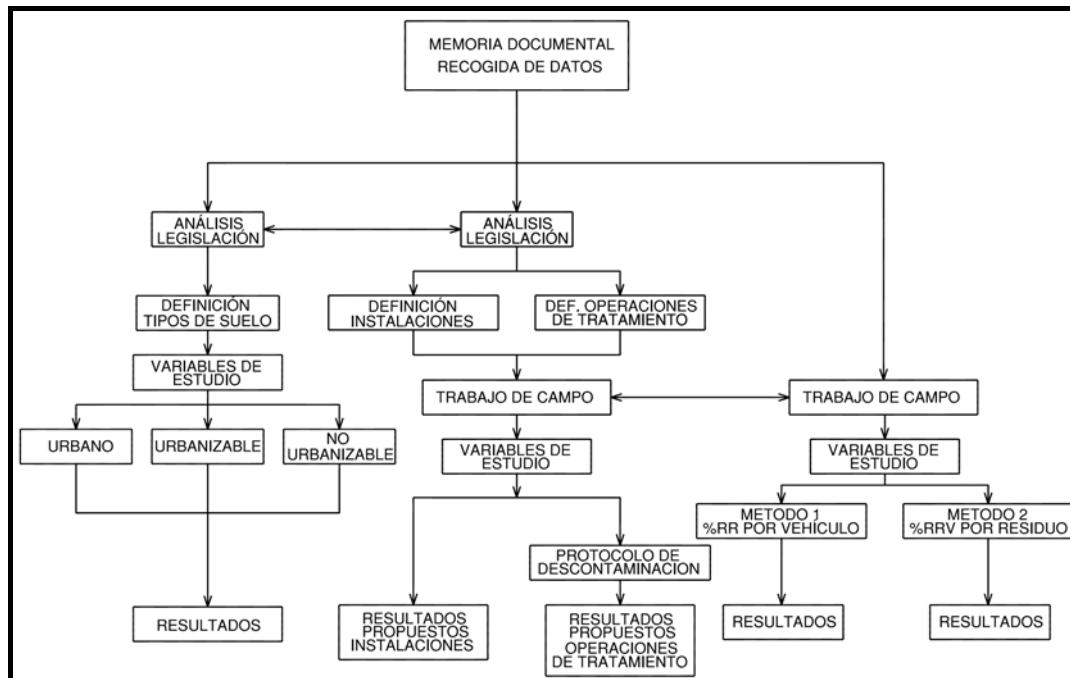 MEMORIA DOCUMENTAL
RECOGIDA DE DATOS
ANÁLISIS
LEGISLACIÓN
ANÁLISIS
LEGISLACIÓN
DEFINICIÓN
TIPOS DE SUELO
DEFINICIÓN
INSTALACIONES
DEF. OPERACIONES
DE TRATAMIENTO
VARIABLES DE
ESTUDIO
TRABAJO DE CAMPO
TRABAJO DE CAMPO
URBANO
URBANIZABLE
NO
URBANIZABLE
VARIABLES DE
ESTUDIO
VARIABLES DE
ESTUDIO
METODO 1
%RR POR VEHÍCULO
METODO 2
%RRV POR RESIDUO
PROTOCOLO DE
DESCONTAMINACION
RESULTADOS
RESULTADOS
PROPUESTOS
INSTALACIONES
RESULTADOS
PROPUESTOS
OPERACIONES
DE TRATAMIENTO
RESULTADOS
RESULTADOS